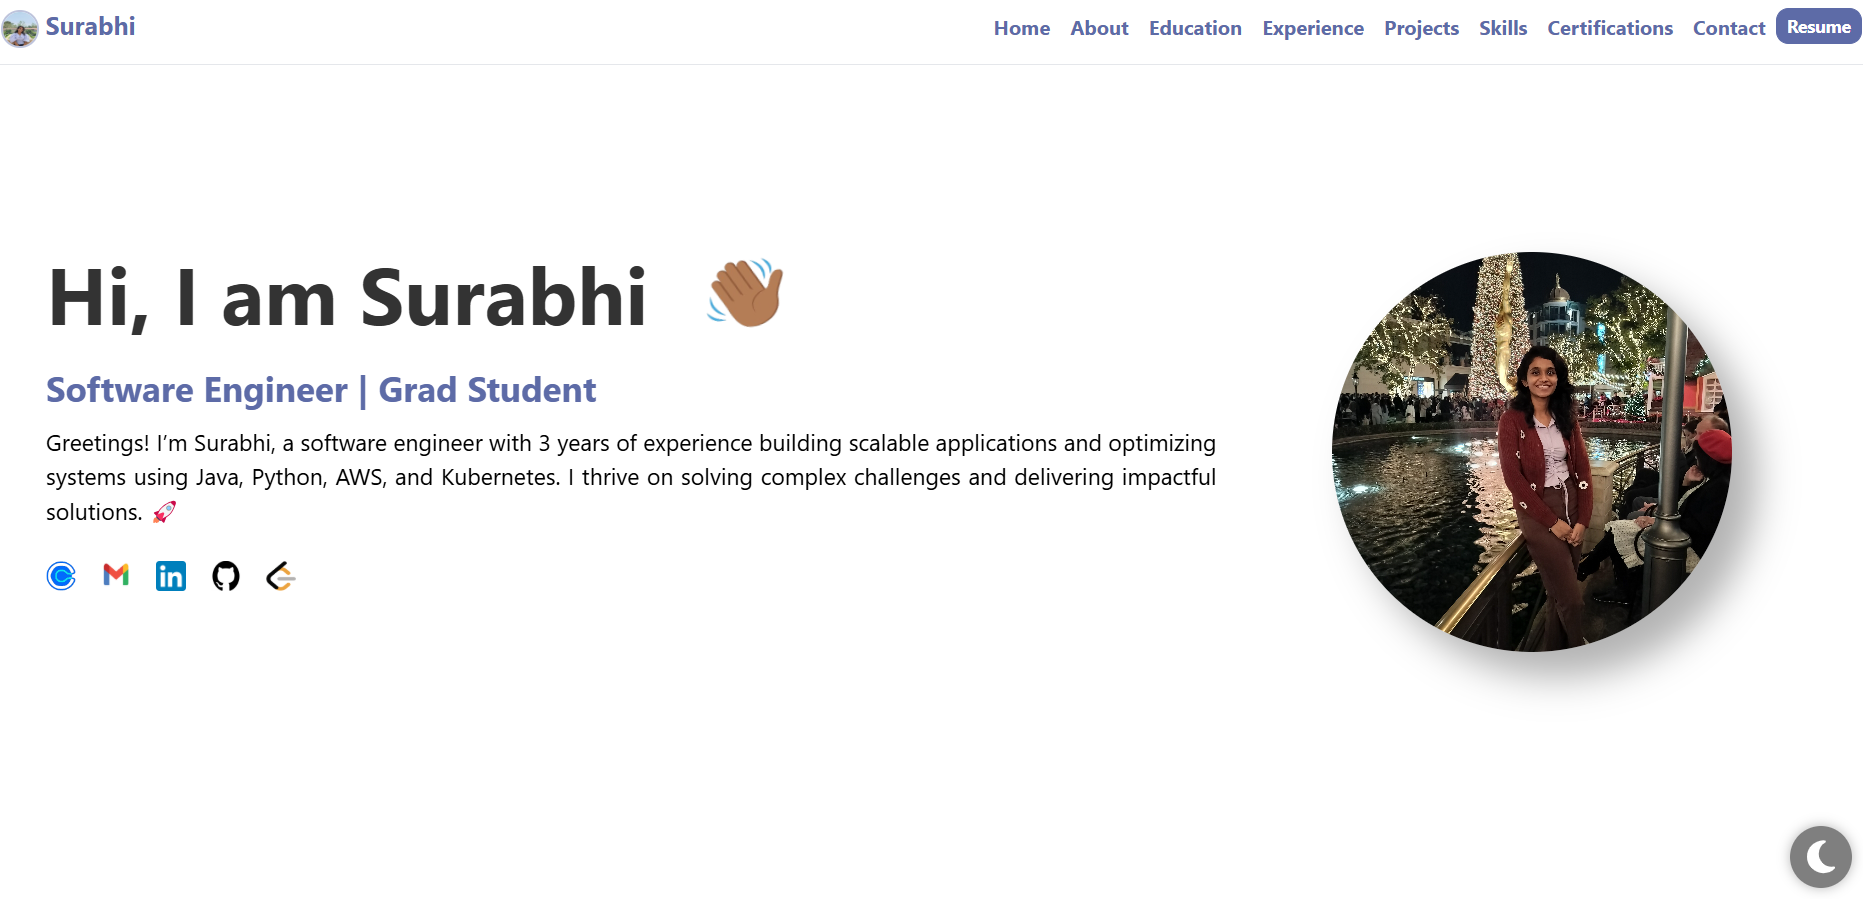 Surabhi
Home About Education Experience Projects Skills Certifications Contact Resume
Hi, I am Surabhi 👋🏾
Software Engineer | Grad Student
Greetings! I’m Surabhi, a software engineer with 3 years of experience building scalable applications and optimizing
systems using Java, Python, AWS, and Kubernetes. I thrive on solving complex challenges and delivering impactful
solutions. 🚀